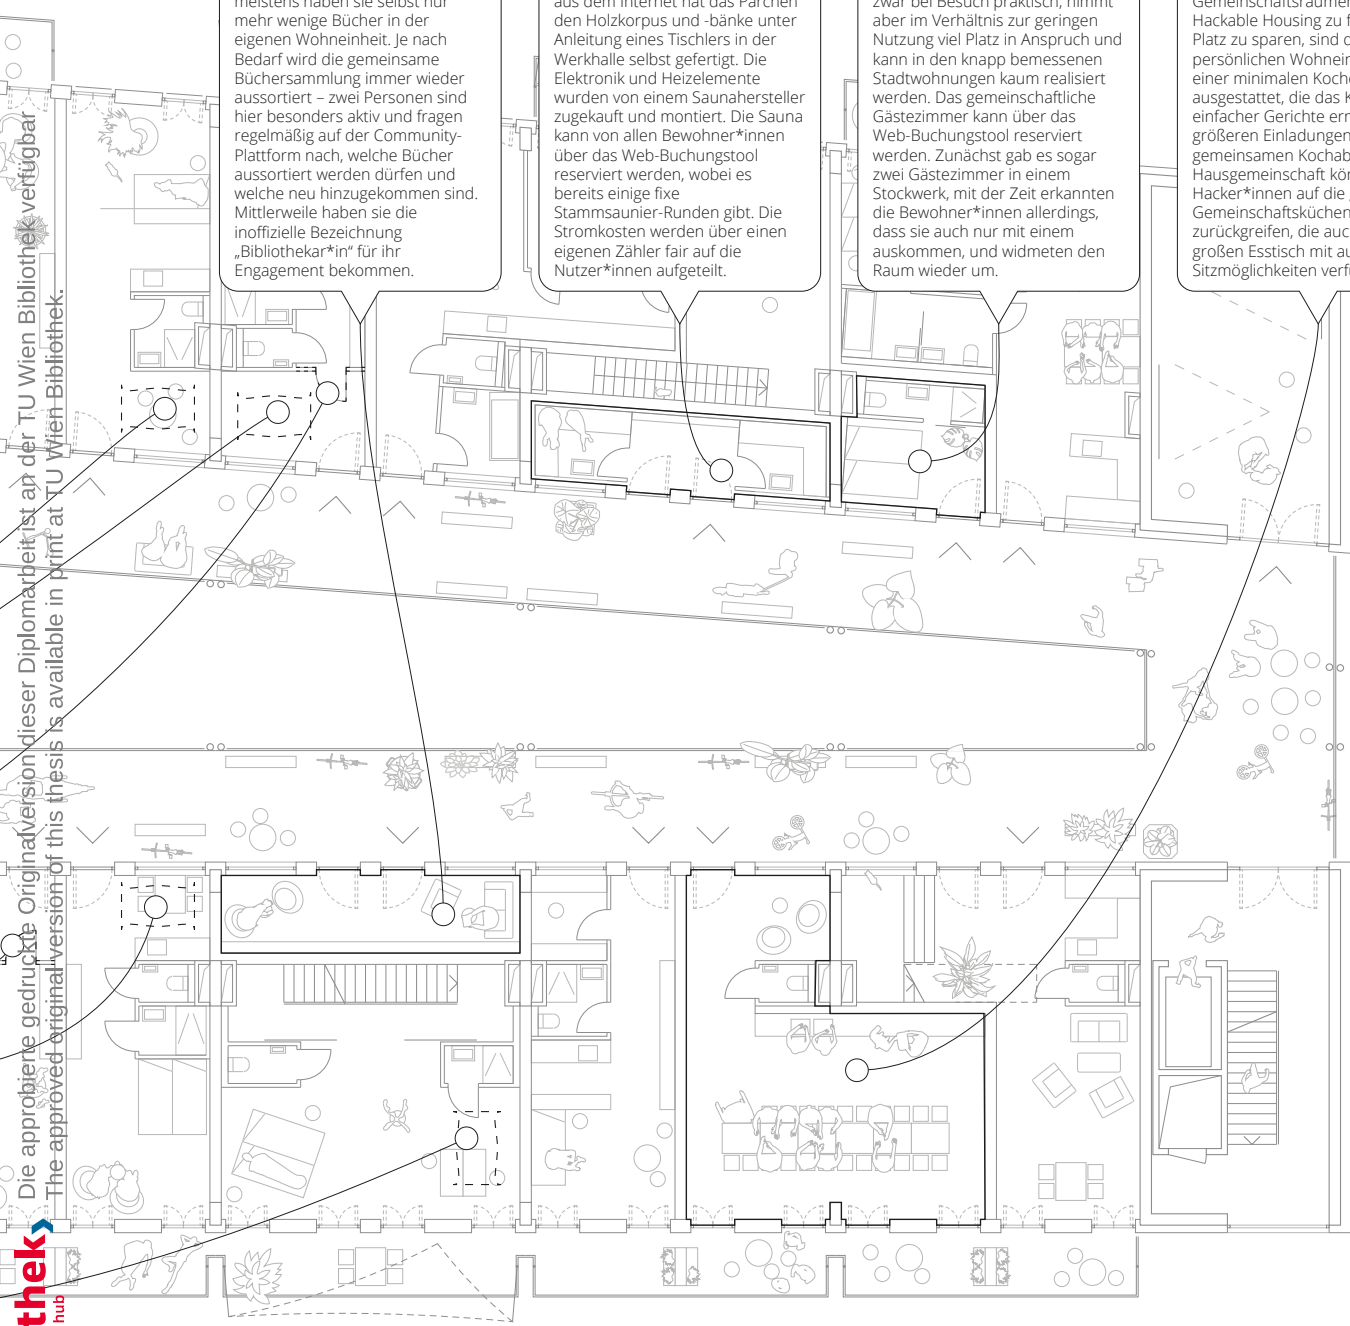 meistens haben sie selbst nur
mehr wenige Bücher in der
eigenen Wohneinheit. Je nach
Bedarf wird die gemeinsame
Büchersammlung immer wieder
aussortiert – zwei Personen sind
hier besonders aktiv und fragen
regelmäßig auf der Community-
Plattform nach, welche Bücher
aussortiert werden dürfen und
welche neu hinzugekommen sind.
Mittlerweile haben sie die
inoffizielle Bezeichnung
„Bibliothekar*in“ für ihr
Engagement bekommen.
aus dem Internet hat das Pärchen
den Holzkorpus und -bänke unter
Anleitung eines Tischlers in der
Werkhalle selbst gefertigt. Die
Elektronik und Heizelemente
wurden von einem Saunahersteller
zugekauft und montiert. Die Sauna
kann von allen Bewohner*innen
über das Web-Buchungstool
reserviert werden, wobei es
bereits einige fixe
Stammsaunier-Runden gibt. Die
Stromkosten werden über einen
eigenen Zähler fair auf die
Nutzer*innen aufgeteilt.
zwar bei Besuch praktisch, nimmt
aber im Verhältnis zur geringen
Nutzung viel Platz in Anspruch und
kann in den knapp bemessenen
Stadtwohnungen kaum realisiert
werden. Das gemeinschaftliche
Gästezimmer kann über das
Web-Buchungstool reserviert
werden. Zunächst gab es sogar
zwei Gästezimmer in einem
Stockwerk, mit der Zeit erkannten
die Bewohner*innen allerdings,
dass sie auch nur mit einem
auskommen, und widmeten den
Raum wieder um.
Gemeinschaftsräumen
Hackable Housing zu
Platz zu sparen, sind
persönlichen Wohnein
einer minimalen Koch
ausgestattet, die das
einfacher Gerichte
größeren Einladungen
gemeinsamen Kochab
Hausgemeinschaft
Hacker*innen auf die
Gemeinschaftsküchen
zurückgreifen, die auc
großen Esstisch mit
Sitzmöglichkeiten
Die approbierte gedruckte Originalversion dieser Diplomarbeit ist an der TU Wien Bibliothek verfügbar
The approved original version of this thesis is available in print at TU Wien Bibliothek.
thek
hub